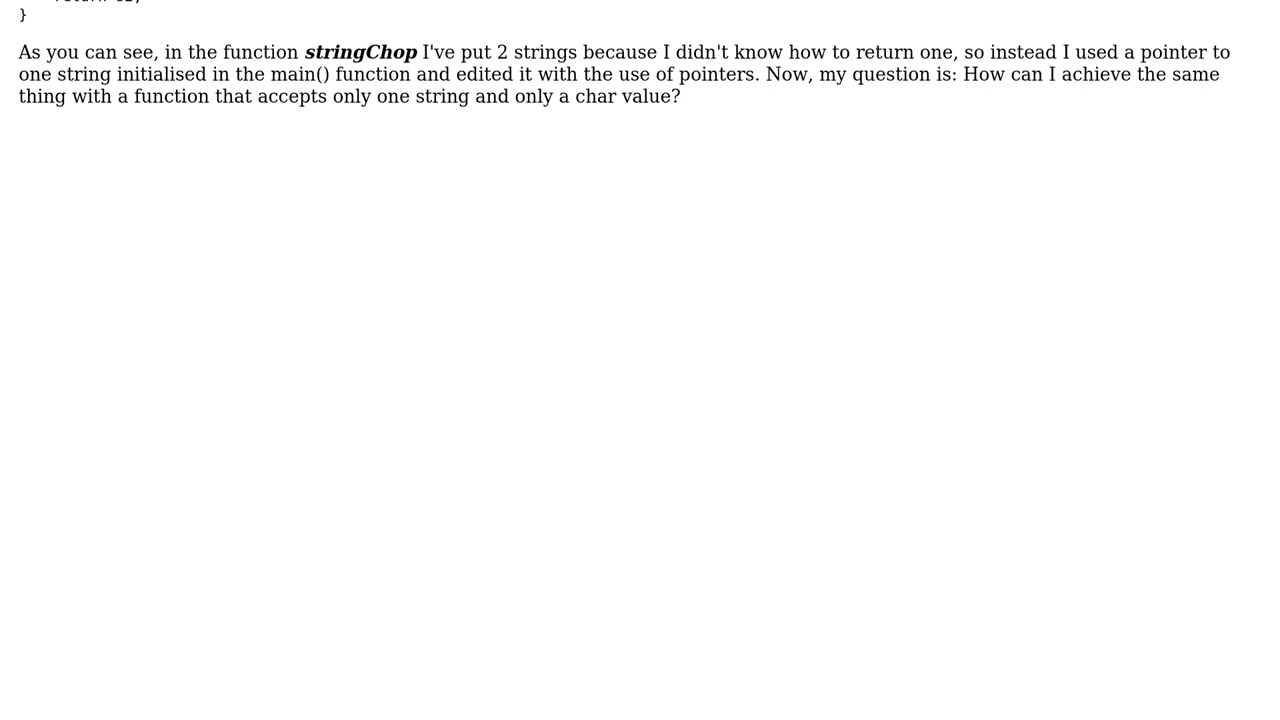 }
As you can see, in the function stringChop I've put 2 strings because I didn't know how to return one, so instead I used a pointer to
one string initialised in the main() function and edited it with the use of pointers. Now, my question is: How can I achieve the same
thing with a function that accepts only one string and only a char value?